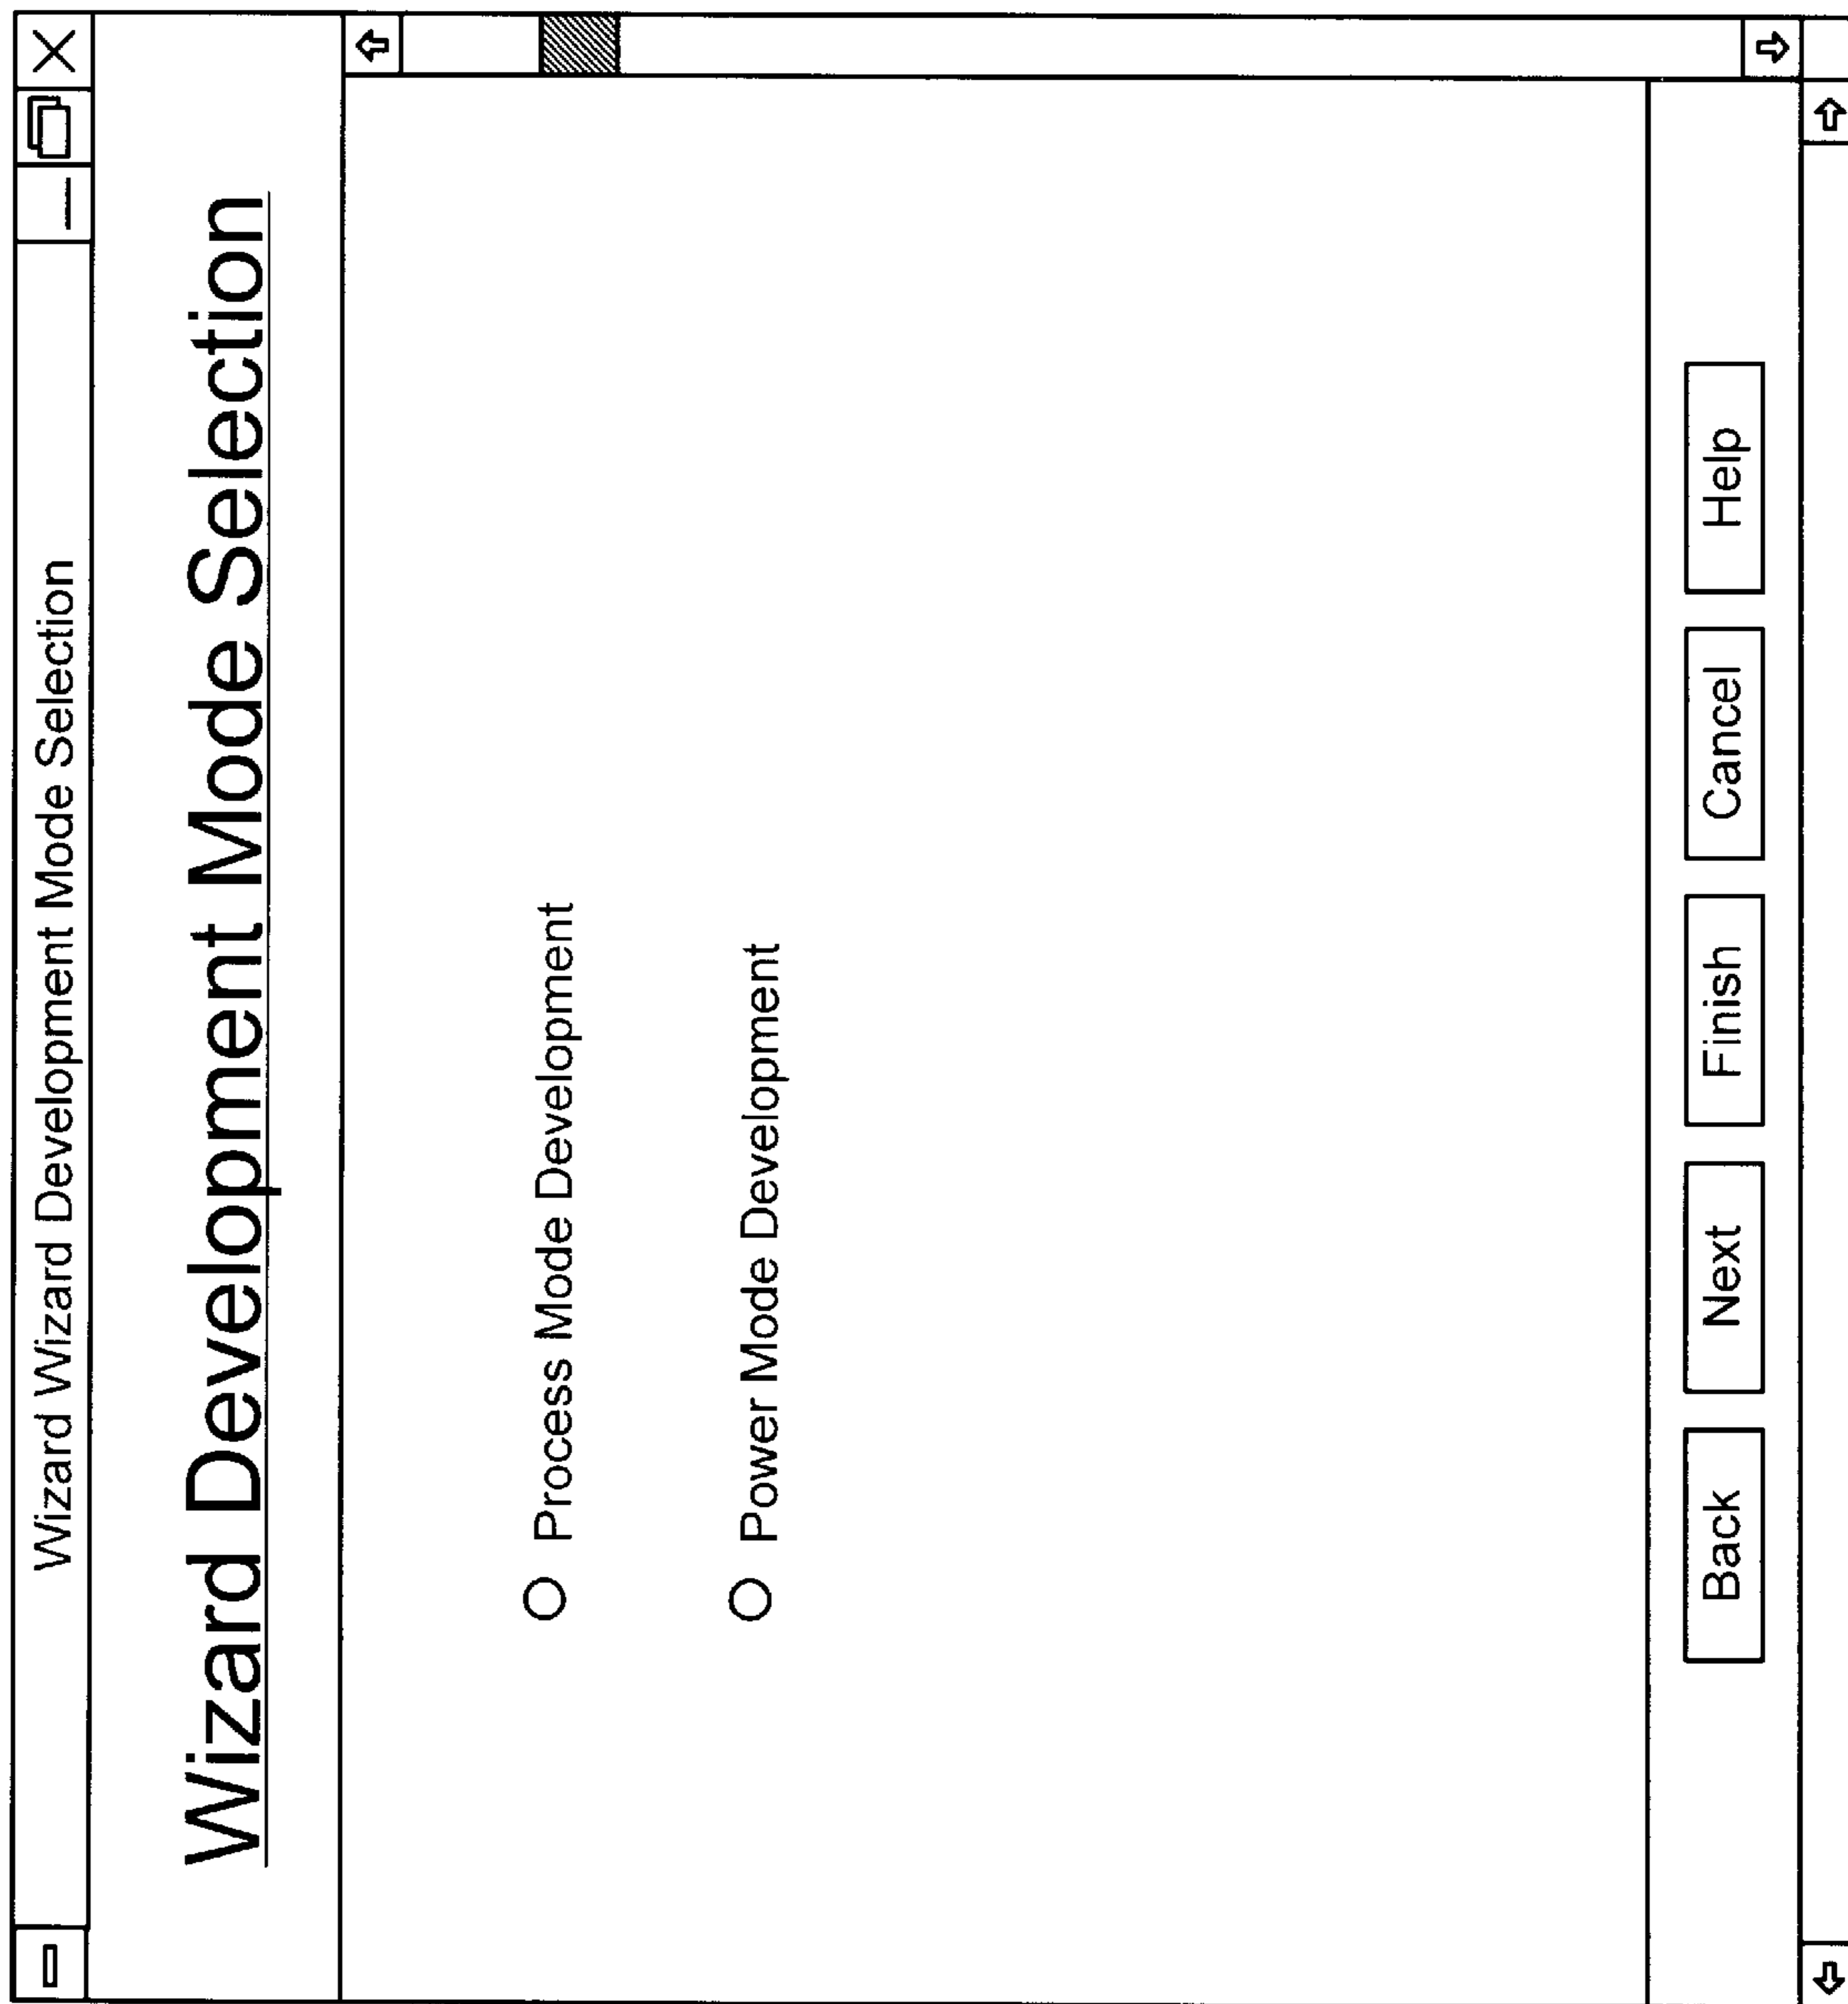 Wizard Wizard Development Mode Selection
Wizard Development Mode Selection
Process Mode Development
Power Mode Development
Back Next Finish Cancel Help